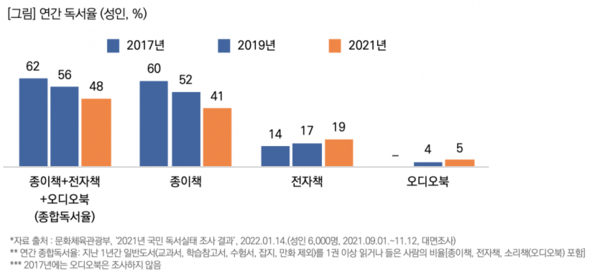 [그림] 연간 독서율 (성인, %)
2017년 2019년 2021년
62 56 48 60 52 41 14 17 19 – 4 5
종이책+전자책 종이책 전자책 오디오북
+오디오북
(종합독서율)
*자료 출처 : 문화체육관광부, '2021년 국민 독서실태 조사 결과', 2022.01.14.(성인 6,000명, 2021.09.01.~11.12, 대면조사)
** 연간 종합독서율: 지난 1년간 일반도서(교과서, 학습참고서, 수험서, 잡지, 만화 제외)를 1권 이상 읽거나 들은 사람의 비율[종이책, 전자책, 소리책(오디오북) 포함]
*** 2017년에는 오디오북은 조사하지 않음